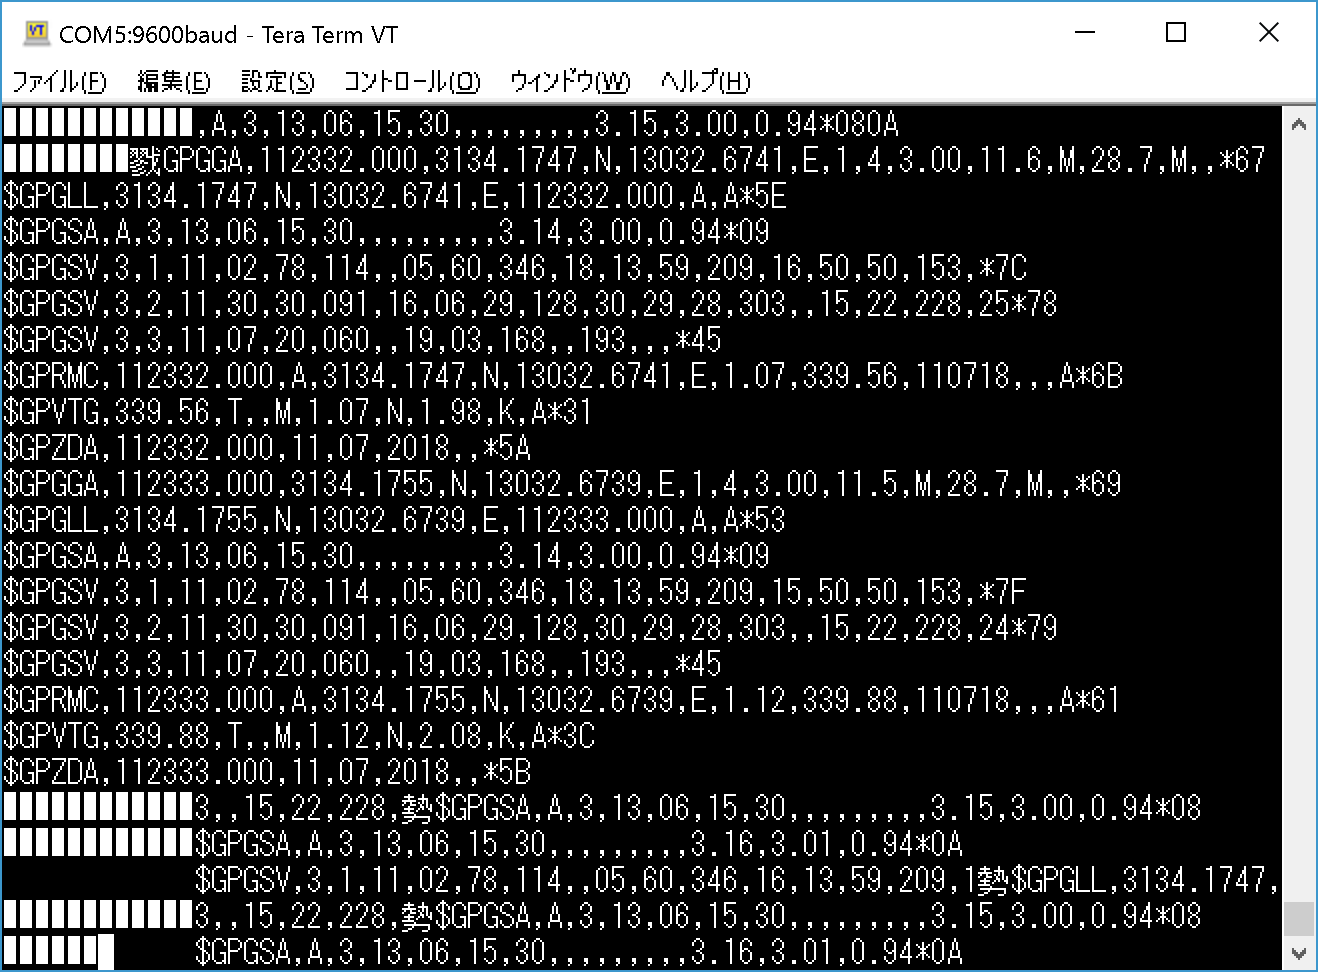 COM5:9600baud - Tera Term VT
ファイル(F) 編集(E) 設定(S) コントロール(O) ウィンドウ(W) ヘルプ(H)
,A,3,13,06,15,30,,,,,,,,,3.15,3.00,0.94*080A
戮GPGGA,112332.000,3134.1747,N,13032.6741,E,1,4,3.00,11.6,M,28.7,M,,*67
$GPGLL,3134.1747,N,13032.6741,E,112332.000,A,A*5E
$GPGSA,A,3,13,06,15,30,,,,,,,,,3.14,3.00,0.94*09
$GPGSV,3,1,11,02,78,114,,05,60,346,18,13,59,209,16,50,50,153,*7C
$GPGSV,3,2,11,30,30,091,16,06,29,128,30,29,28,303,,15,22,228,25*78
$GPGSV,3,3,11,07,20,060,,19,03,168,,193,,,*45
$GPRMC,112332.000,A,3134.1747,N,13032.6741,E,1.07,339.56,110718,,,A*6B
$GPVTG,339.56,T,,M,1.07,N,1.98,K,A*31
$GPZDA,112332.000,11,07,2018,,*5A
$GPGGA,112333.000,3134.1755,N,13032.6739,E,1,4,3.00,11.5,M,28.7,M,,*69
$GPGLL,3134.1755,N,13032.6739,E,112333.000,A,A*53
$GPGSA,A,3,13,06,15,30,,,,,,,,,3.14,3.00,0.94*09
$GPGSV,3,1,11,02,78,114,,05,60,346,18,13,59,209,15,50,50,153,*7F
$GPGSV,3,2,11,30,30,091,16,06,29,128,30,29,28,303,,15,22,228,24*79
$GPGSV,3,3,11,07,20,060,,19,03,168,,193,,,*45
$GPRMC,112333.000,A,3134.1755,N,13032.6739,E,1.12,339.88,110718,,,A*61
$GPVTG,339.88,T,,M,1.12,N,2.08,K,A*3C
$GPZDA,112333.000,11,07,2018,,*5B
3,,15,22,228,勢$GPGSA,A,3,13,06,15,30,,,,,,,,,3.15,3.00,0.94*08
$GPGSA,A,3,13,06,15,30,,,,,,,,,3.16,3.01,0.94*0A
$GPGSV,3,1,11,02,78,114,,05,60,346,16,13,59,209,1勢$GPGLL,3134.1747,
3,,15,22,228,勢$GPGSA,A,3,13,06,15,30,,,,,,,,,3.15,3.00,0.94*08
$GPGSA,A,3,13,06,15,30,,,,,,,,,3.16,3.01,0.94*0A